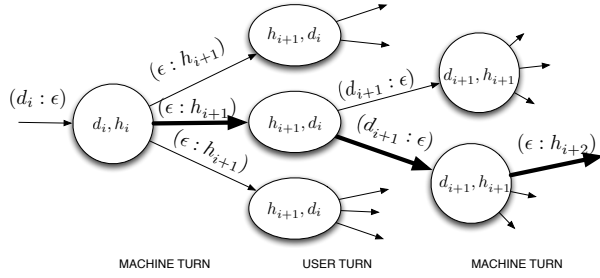 (d_i : ϵ)
d_i, h_i
(ϵ : h_{i+1})
(ϵ : h_{i+1})
(ϵ : h_{i+1})
h_{i+1}, d_i
h_{i+1}, d_i
h_{i+1}, d_i
(d_{i+1} : ϵ)
(d_{i+1} : ϵ)
d_{i+1}, h_{i+1}
d_{i+1}, h_{i+1}
(ϵ : h_{i+2})
MACHINE TURN
USER TURN
MACHINE TURN